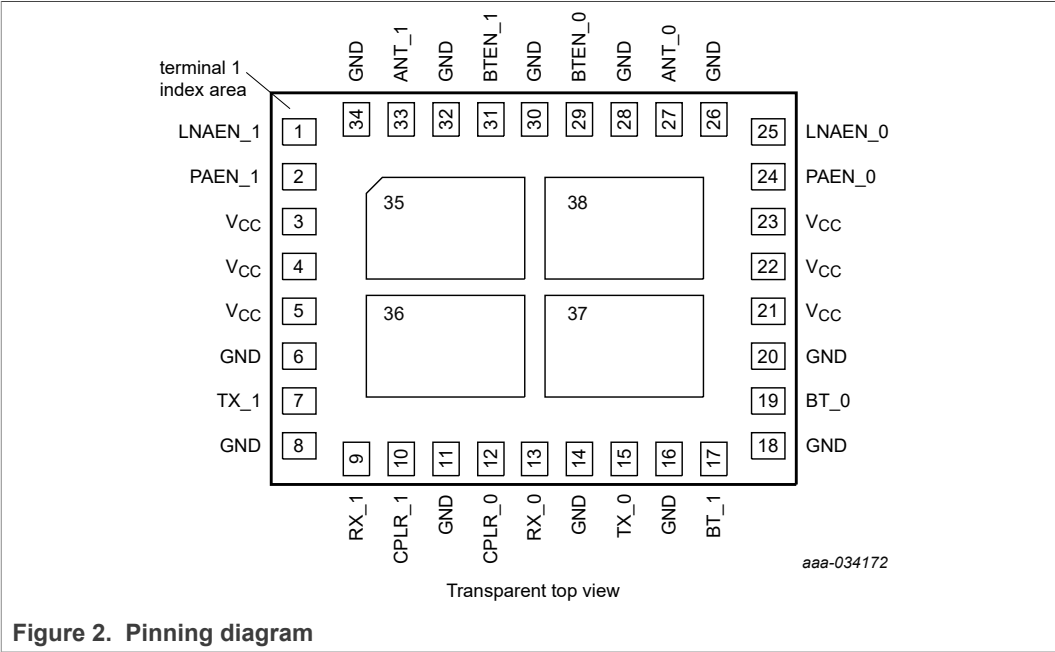 GND
ANT_1
GND
BTEN_1
GND
BTEN_0
GND
ANT_0
GND
terminal 1
index area
34
33
32
31
30
29
28
27
26
LNAEN_1 1
25 LNAEN_0
PAEN_1 2
24 PAEN_0
VCC 3
23 VCC
VCC 4
22 VCC
VCC 5
21 VCC
GND 6
20 GND
TX_1 7
19 BT_0
GND 8
18 GND
35
38
36
37
9
10
11
12
13
14
15
16
17
RX_1
CPLR_1
GND
CPLR_0
RX_0
GND
TX_0
GND
BT_1
aaa-034172
Transparent top view
Figure 2. Pinning diagram